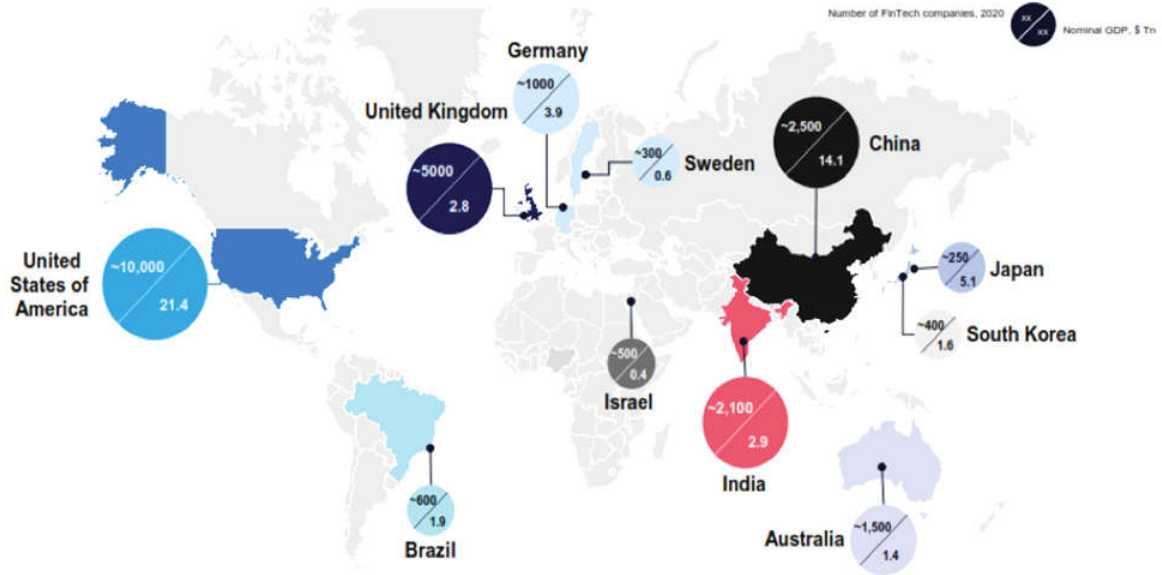 Number of FinTech companies, 2020
xx
xx
Nominal GDP, $ Tn
Germany
~1000
3.9
United Kingdom
~5000
2.8
~300
0.6
Sweden
~2,500
14.1
China
United
States of
America
~10,000
21.4
~250
5.1
Japan
~400
1.6
South Korea
~500
0.4
Israel
~2,100
2.9
India
~600
1.9
Brazil
~1,500
1.4
Australia